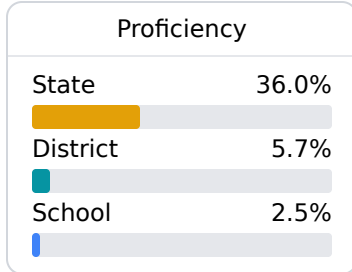 Proficiency
State 36.0%
District 5.7%
School 2.5%